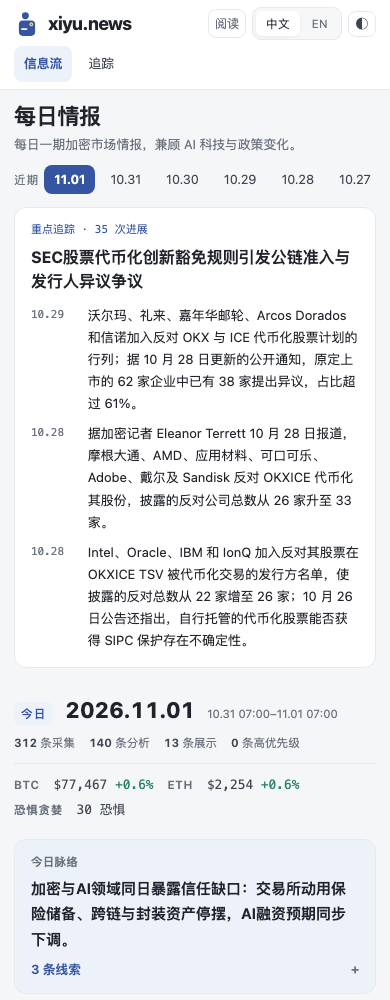 xiyu.news
阅读
中文
EN
信息流
追踪
每日情报
每日一期加密市场情报，兼顾 AI 科技与政策变化。
近期
11.01
10.31
10.30
10.29
10.28
10.27
重点追踪 · 35 次进展
SEC股票代币化创新豁免规则引发公链准入与
发行人异议争议
10.29
沃尔玛、礼来、嘉年华邮轮、Arcos Dorados
和信诺加入反对 OKX 与 ICE 代币化股票计划的
行列；据 10 月 28 日更新的公开通知，原定上
市的 62 家企业中已有 38 家提出异议，占比超
过 61%。
10.28
据加密记者 Eleanor Terrett 10 月 28 日报道，
摩根大通、AMD、应用材料、可口可乐、
Adobe、戴尔及 Sandisk 反对 OKXICE 代币化
其股份，披露的反对公司总数从 26 家升至 33
家。
10.28
Intel、Oracle、IBM 和 IonQ 加入反对其股票在
OKXICE TSV 被代币化交易的发行方名单，使
披露的反对总数从 22 家增至 26 家；10 月 26
日公告还指出，自行托管的代币化股票能否获
得 SIPC 保护存在不确定性。
今日
2026.11.01
10.31 07:00–11.01 07:00
312 条采集
140 条分析
13 条展示
0 条高优先级
BTC $77,467 +0.6%
ETH $2,254 +0.6%
恐惧贪婪 30 恐惧
今日脉络
加密与AI领域同日暴露信任缺口：交易所动用保
险储备、跨链与封装资产停摆，AI融资预期同步
下调。
3 条线索
+